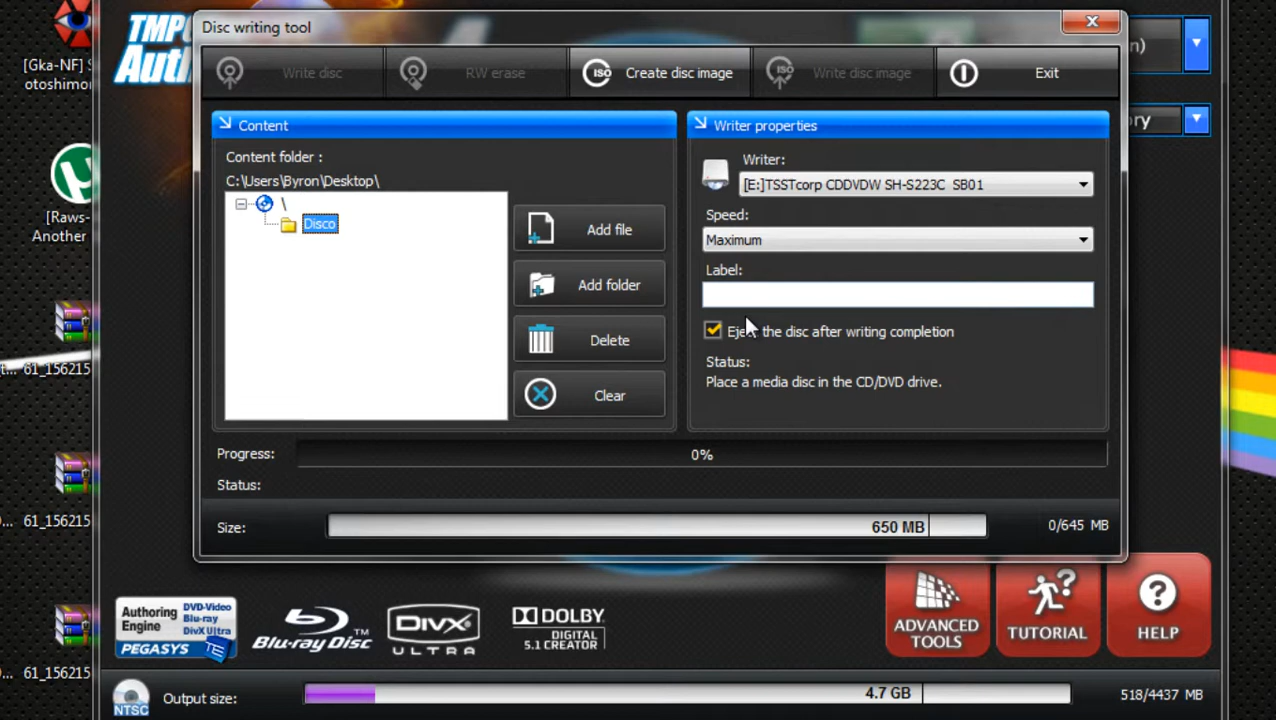 TMPG
Auth
Disc writing tool
[Gka-NF] S
otoshimo
[Raws-
Another
61_156215
61_156215
61_156215
Write disc
RW erase
ISO
Create disc image
ISO
Write disc image
Exit
Content
Content folder :
C:\Users\Byron\Desktop\
\
Disco
Add file
Add folder
Delete
Clear
Writer properties
Writer:
[E:]TSSTcorp CDDVDW SH-S223C SB01
Speed:
Maximum
Label:
Eject the disc after writing completion
Status:
Place a media disc in the CD/DVD drive.
Progress:
0%
Status:
Size:
650 MB
0/645 MB
Authoring Engine
DVD-Video
Blu-ray
DivX Ultra
PEGASYS
Blu-ray Disc™
DIVX
ULTRA
DOLBY
DIGITAL
5.1 CREATOR
ADVANCED
TOOLS
TUTORIAL
HELP
NTSC
Output size:
4.7 GB
518/4437 MB